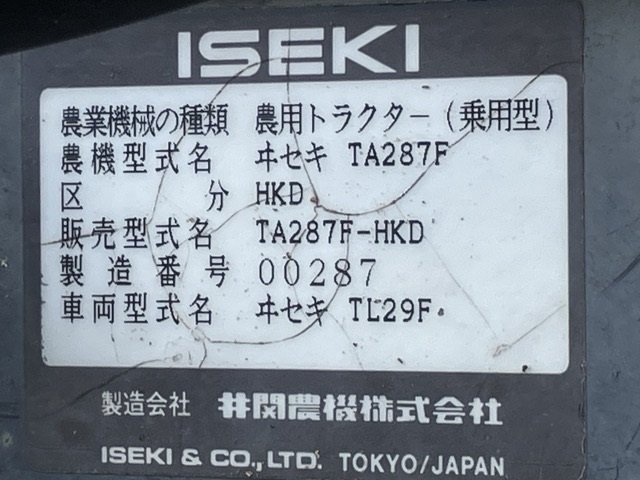 ISEKI
農業機械の種類 農用トラクター(乗用型)
農機型式名 ヰセキ TA287F
区分 HKD
販売型式名 TA287F-HKD
製造番号 00287
車両型式名 ヰセキ TL29F
製造会社 井関農機株式会社
ISEKI & CO., LTD. TOKYO/JAPAN